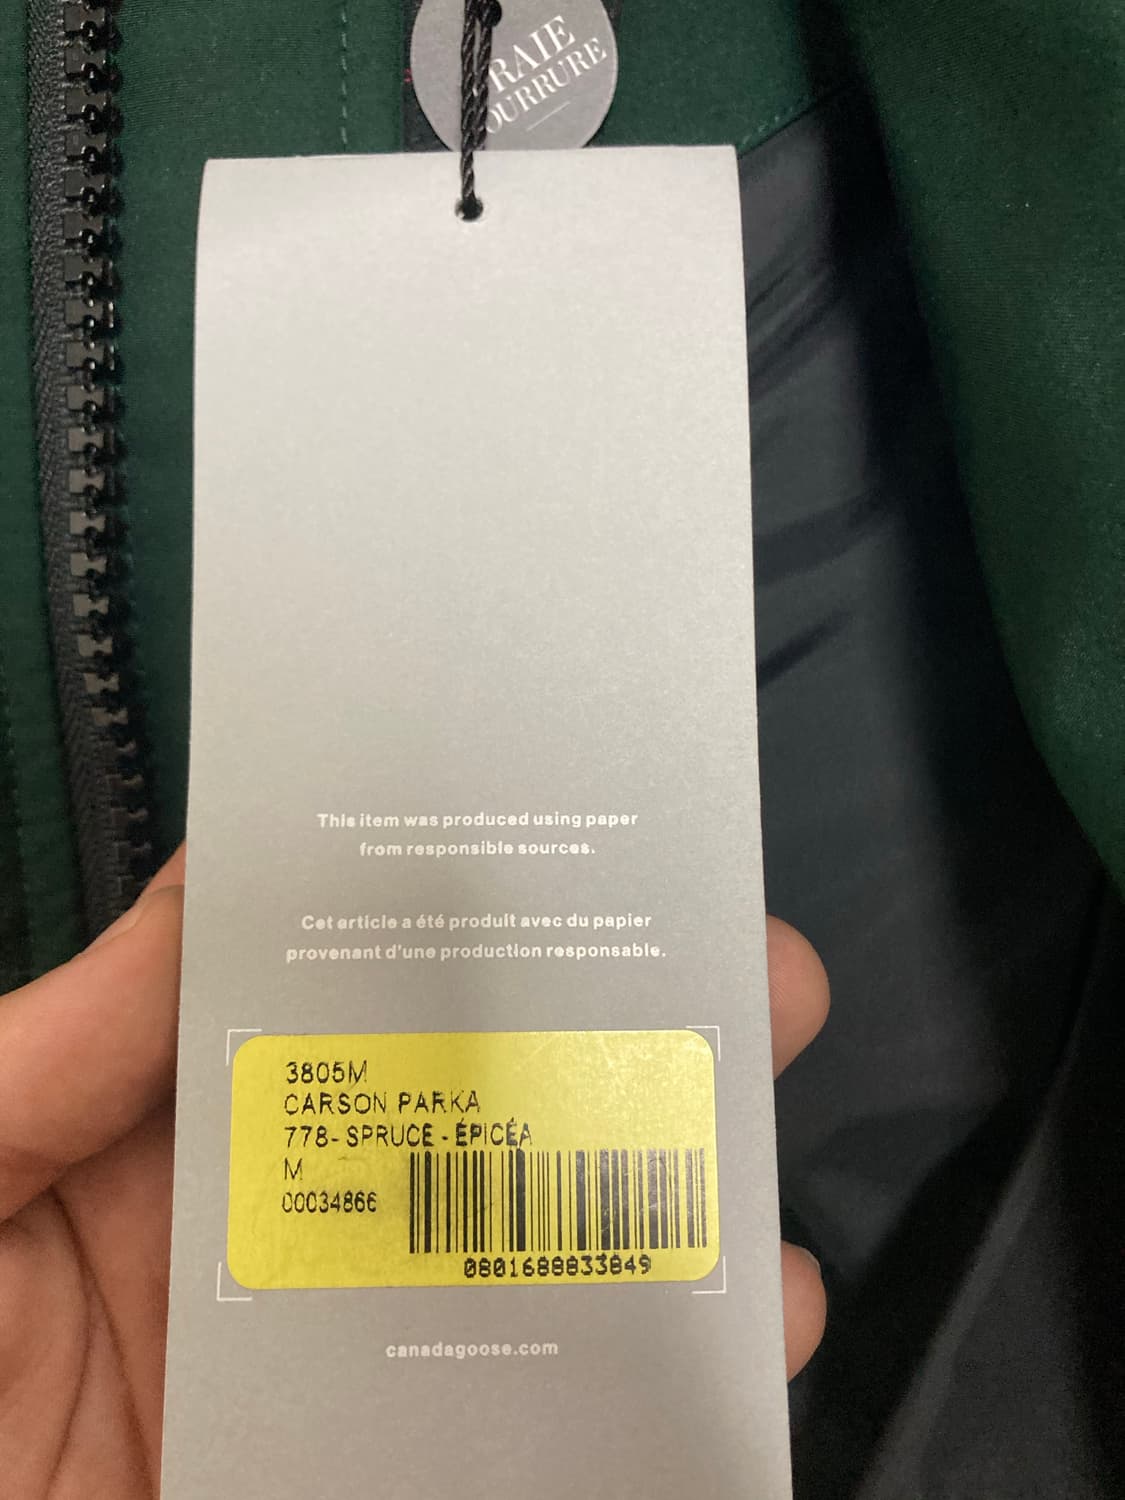 RAIE
OURRURE
This item was produced using paper
from responsible sources.
Cet article a été produit avec du papier
provenant d'une production responsable.
3805M
CARSON PARKA
778- SPRUCE - ÉPICÉA
M
00034866
0801688833849
canadagoose.com